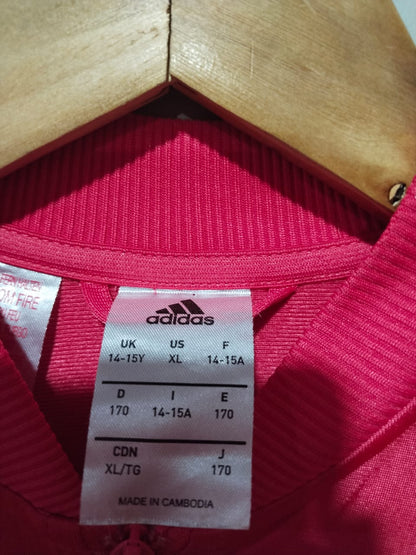 FIRE
adidas
UK US F
14-15Y XL 14-15A
D I E
170 14-15A 170
CDN J
XL/TG 170
MADE IN CAMBODIA